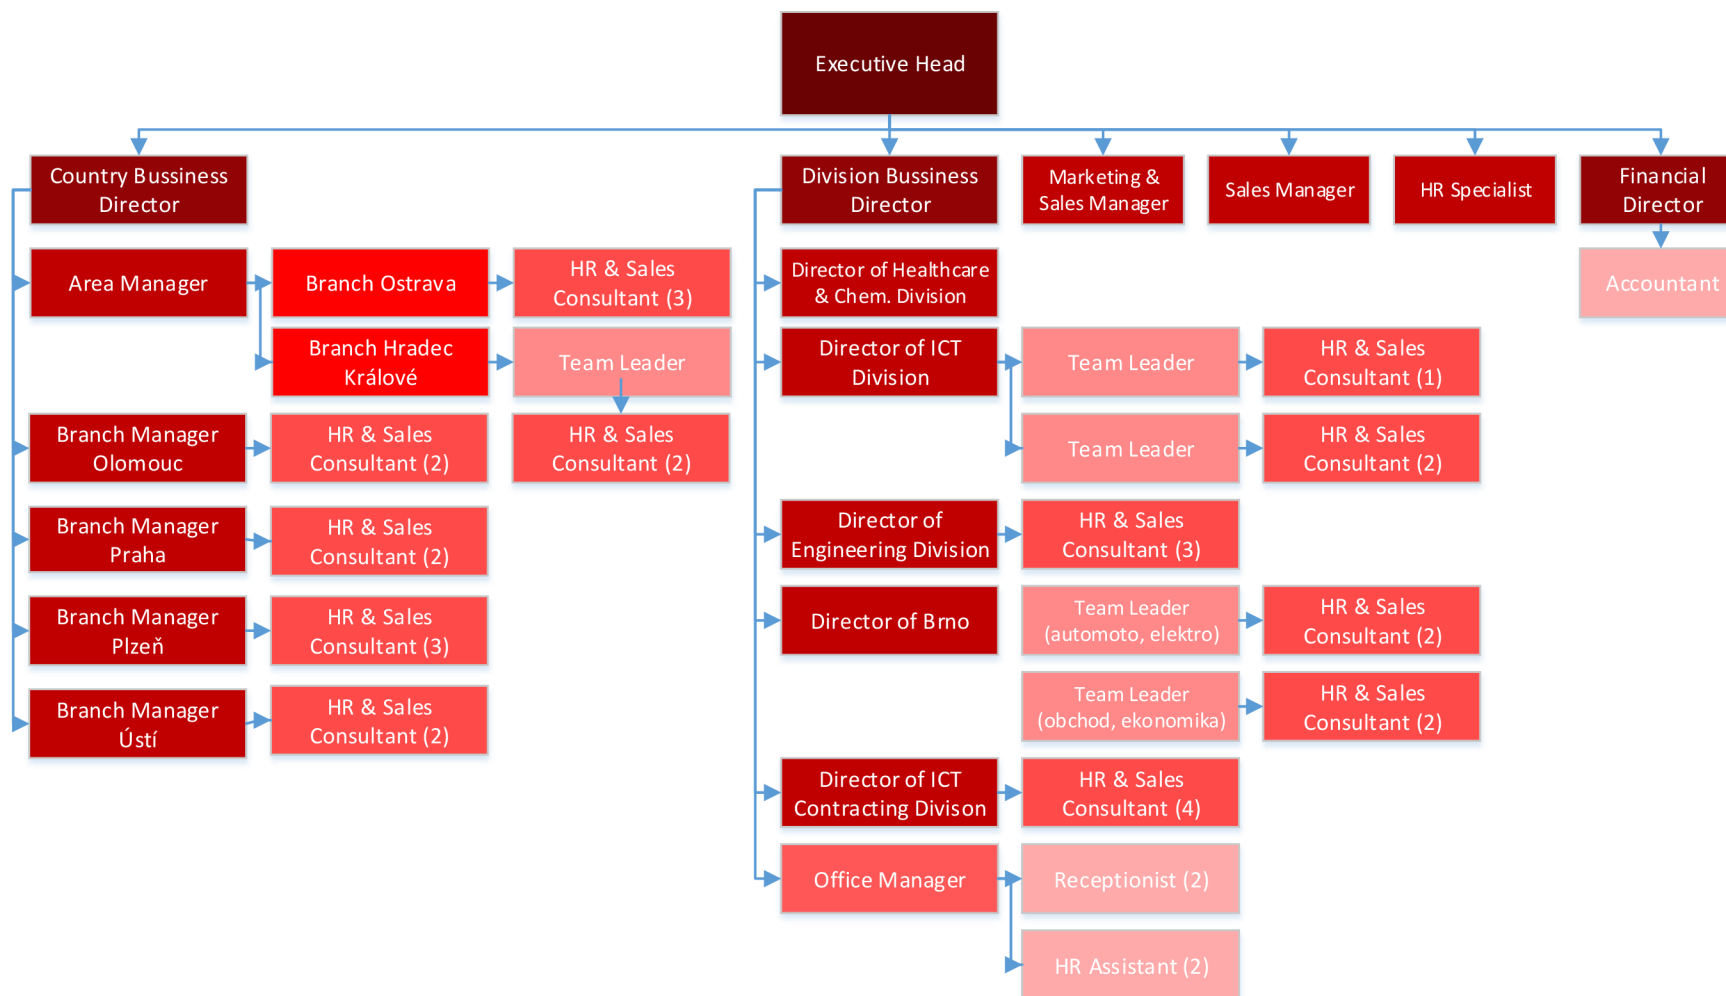 Executive Head
Country Bussiness
Director
Division Bussiness
Director
Marketing &
Sales Manager
Sales Manager
HR Specialist
Financial
Director
Area Manager
Branch Ostrava
HR & Sales
Consultant (3)
Director of Healthcare
& Chem. Division
Accountant
Branch Hradec
Králové
Team Leader
Director of ICT
Division
Team Leader
HR & Sales
Consultant (1)
Branch Manager
Olomouc
HR & Sales
Consultant (2)
HR & Sales
Consultant (2)
Team Leader
HR & Sales
Consultant (2)
Branch Manager
Praha
HR & Sales
Consultant (2)
Director of
Engineering Division
HR & Sales
Consultant (3)
Branch Manager
Plzeň
HR & Sales
Consultant (3)
Director of Brno
Team Leader
(automoto, elektro)
HR & Sales
Consultant (2)
Branch Manager
Ústí
HR & Sales
Consultant (2)
Team Leader
(obchod, ekonomika)
HR & Sales
Consultant (2)
Director of ICT
Contracting Divison
HR & Sales
Consultant (4)
Office Manager
Receptionist (2)
HR Assistant (2)